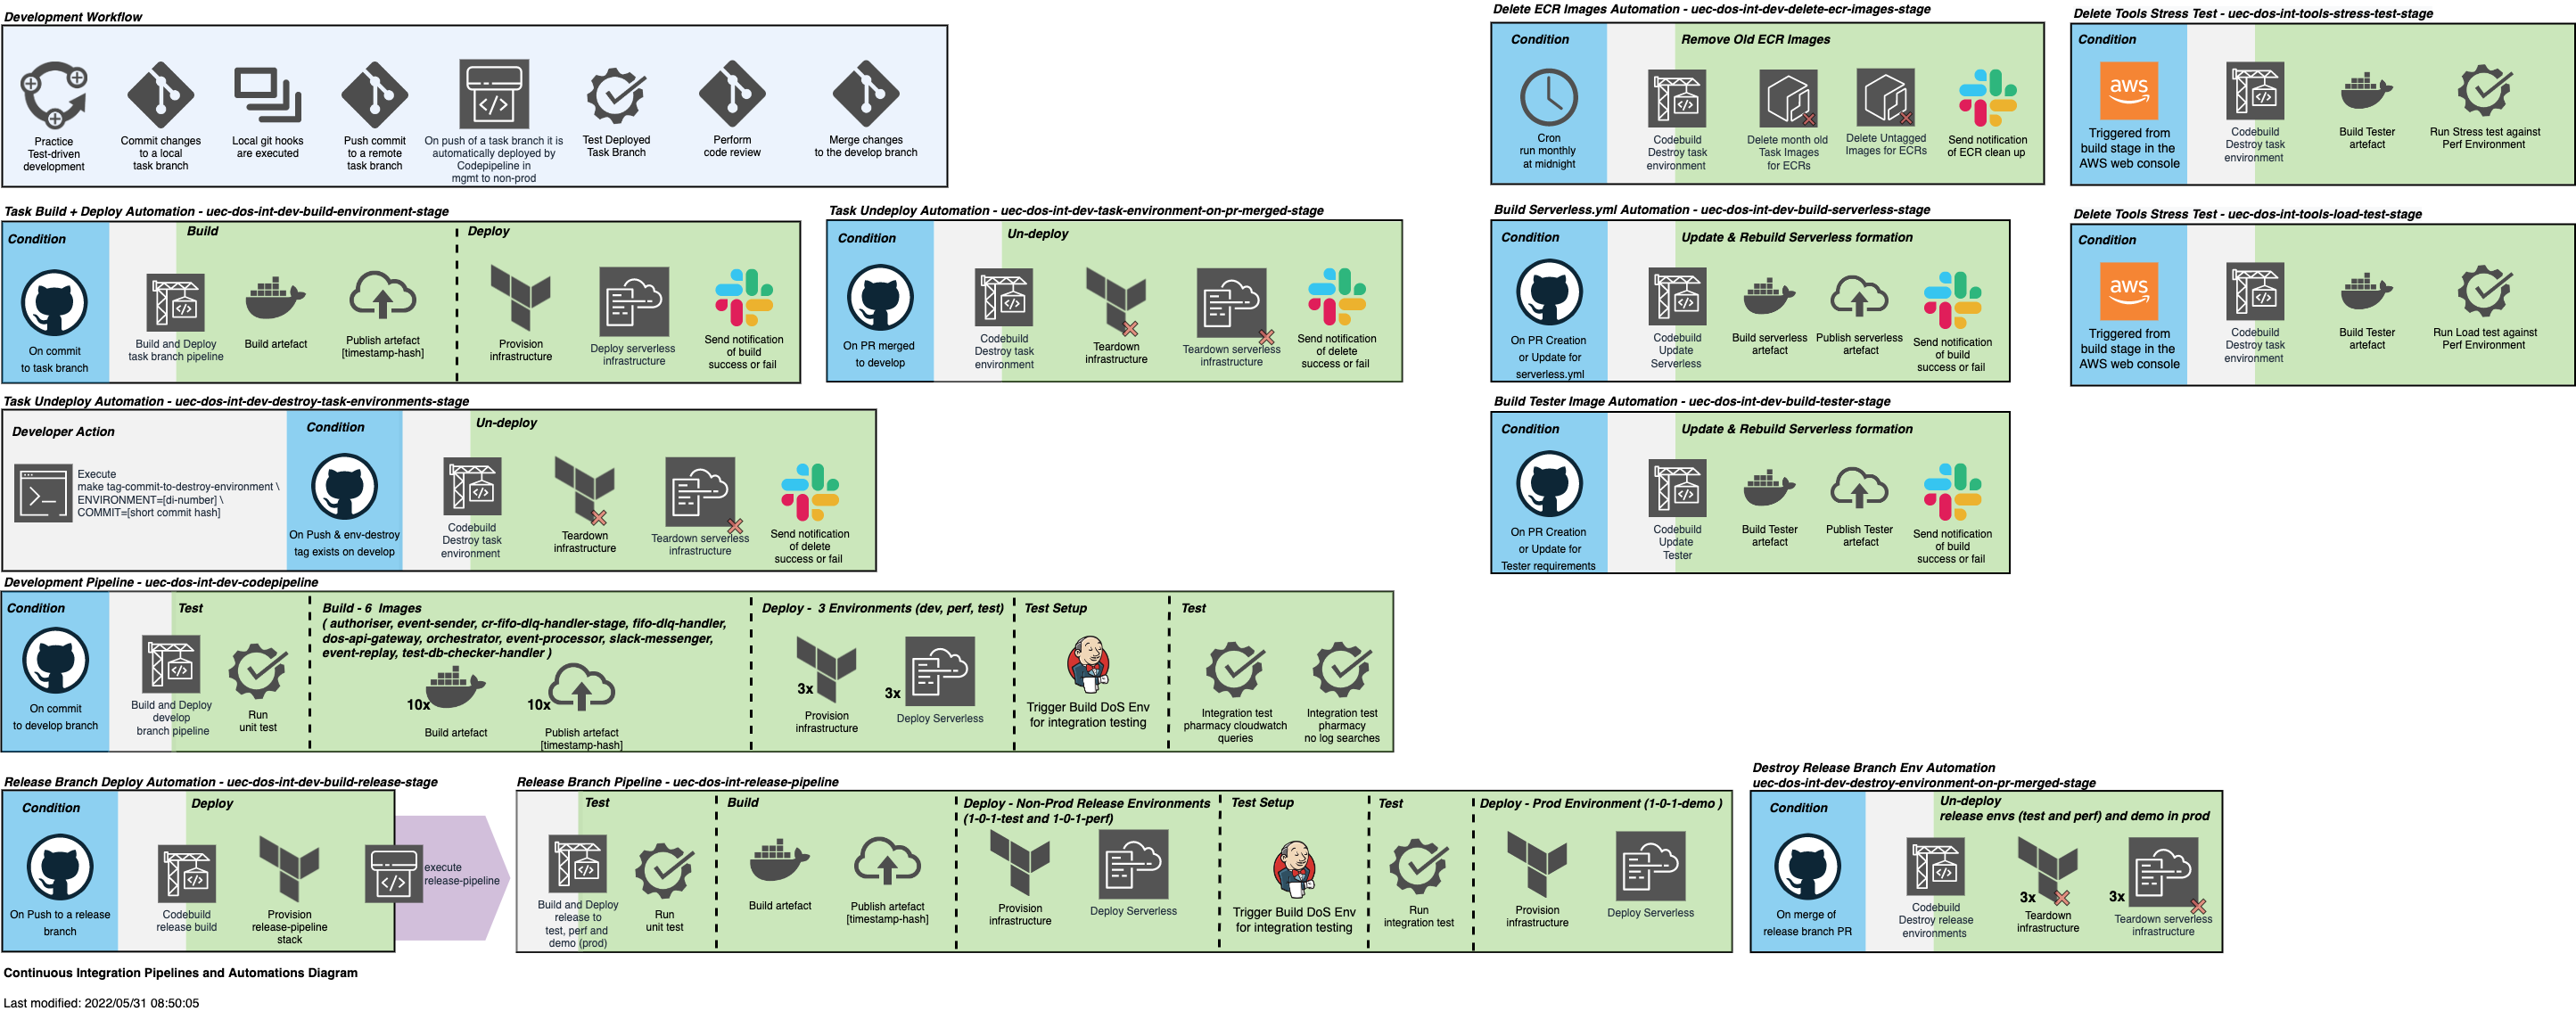 Development Workflow
Practice
Test-driven
development
Commit changes
to a local
task branch
Local git hooks
are executed
Push commit
to a remote
task branch
On push of a task branch it is
automatically deployed by
Codepipeline in
mgmt to non-prod
Test Deployed
Task Branch
Perform
code review
Merge changes
to the develop branch
Delete ECR Images Automation - uec-dos-int-dev-delete-ecr-images-stage
Condition
Remove Old ECR Images
Cron
run monthly
at midnight
Codebuild
Destroy task
environment
Delete month old
Task Images
for ECRs
Delete Untagged
Images for ECRs
Send notification
of ECR clean up
Delete Tools Stress Test - uec-dos-int-tools-stress-test-stage
Condition
aws
Triggered from
build stage in the
AWS web console
Codebuild
Destroy task
environment
Build Tester
artefact
Run Stress test against
Perf Environment
Task Build + Deploy Automation - uec-dos-int-dev-build-environment-stage
Condition
Build
Deploy
On commit
to task branch
Build and Deploy
task branch pipeline
Build artefact
Publish artefact
[timestamp-hash]
Provision
infrastructure
Deploy serverless
infrastructure
Send notification
of build
success or fail
Task Undeploy Automation - uec-dos-int-dev-task-environment-on-pr-merged-stage
Condition
Un-deploy
On PR merged
to develop
Codebuild
Destroy task
environment
Teardown
infrastructure
Teardown serverless
infrastructure
Send notification
of delete
success or fail
Build Serverless.yml Automation - uec-dos-int-dev-build-serverless-stage
Condition
Update & Rebuild Serverless formation
On PR Creation
or Update for
serverless.yml
Codebuild
Update
Serverless
Build serverless
artefact
Publish serverless
artefact
Send notification
of build
success or fail
Delete Tools Stress Test - uec-dos-int-tools-load-test-stage
Condition
aws
Triggered from
build stage in the
AWS web console
Codebuild
Destroy task
environment
Build Tester
artefact
Run Load test against
Perf Environment
Task Undeploy Automation - uec-dos-int-dev-destroy-task-environments-stage
Developer Action
Condition
Un-deploy
Execute
make tag-commit-to-destroy-environment \
ENVIRONMENT=[di-number] \
COMMIT=[short commit hash]
On Push & env-destroy
tag exists on develop
Codebuild
Destroy task
environment
Teardown
infrastructure
Teardown serverless
infrastructure
Send notification
of delete
success or fail
Build Tester Image Automation - uec-dos-int-dev-build-tester-stage
Condition
Update & Rebuild Serverless formation
On PR Creation
or Update for
Tester requirements
Codebuild
Update
Tester
Build Tester
artefact
Publish Tester
artefact
Send notification
of build
success or fail
Development Pipeline - uec-dos-int-dev-codepipeline
Condition
Test
Build - 6 Images
( authoriser, event-sender, cr-fifo-dlq-handler-stage, fifo-dlq-handler,
dos-api-gateway, orchestrator, event-processor, slack-messenger,
event-replay, test-db-checker-handler )
Deploy - 3 Environments (dev, perf, test)
Test Setup
Test
On commit
to develop branch
Build and Deploy
develop
branch pipeline
Run
unit test
10x
Build artefact
10x
Publish artefact
[timestamp-hash]
3x
Provision
infrastructure
3x
Deploy Serverless
Trigger Build DoS Env
for integration testing
Integration test
pharmacy cloudwatch
queries
Integration test
pharmacy
no log searches
Release Branch Deploy Automation - uec-dos-int-dev-build-release-stage
Condition
Deploy
On Push to a release
branch
Codebuild
release build
Provision
release-pipeline
stack
execute
release-pipeline
Release Branch Pipeline - uec-dos-int-release-pipeline
Test
Build
Deploy - Non-Prod Release Environments
(1-0-1-test and 1-0-1-perf)
Test Setup
Test
Deploy - Prod Environment (1-0-1-demo )
Build and Deploy
release to
test, perf and
demo (prod)
Run
unit test
Build artefact
Publish artefact
[timestamp-hash]
Provision
infrastructure
Deploy Serverless
Trigger Build DoS Env
for integration testing
Run
integration test
Provision
infrastructure
Deploy Serverless
Destroy Release Branch Env Automation
uec-dos-int-dev-destroy-environment-on-pr-merged-stage
Condition
Un-deploy
release envs (test and perf) and demo in prod
On merge of
release branch PR
Codebuild
Destroy release
environments
3x
Teardown
infrastructure
3x
Teardown serverless
infrastructure
Continuous Integration Pipelines and Automations Diagram
Last modified: 2022/05/31 08:50:05